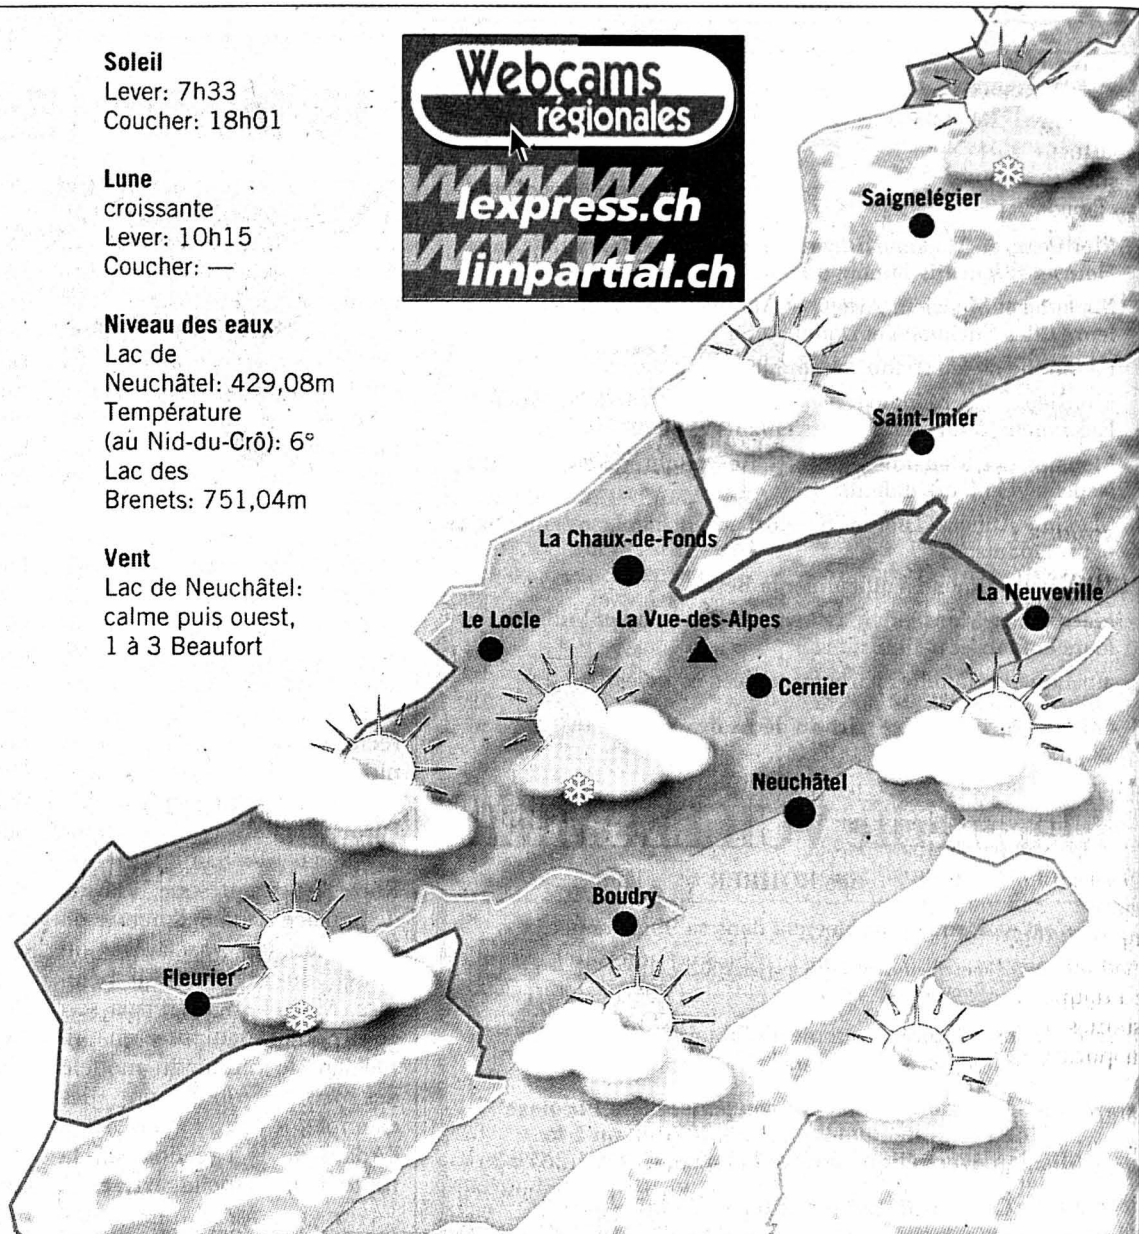 Soleil
Lever: 7h33
Coucher: 18h01
Lune
croissante
Lever: 10h15
Coucher: —
Niveau des eaux
Lac de
Neuchâtel: 429,08m
Température
(au Nid-du-Crô): 6°
Lac des
Brenets: 751,04m
Vent
Lac de Neuchâtel:
calme puis ouest,
1 à 3 Beaufort
Webcams
régionales
www.
lexpress.ch
www.
limpartial.ch
Saignelégier
Saint-Imier
La Chaux-de-Fonds
La Neuveville
Le Locle
La Vue-des-Alpes
Cernier
Neuchâtel
Boudry
Fleurier